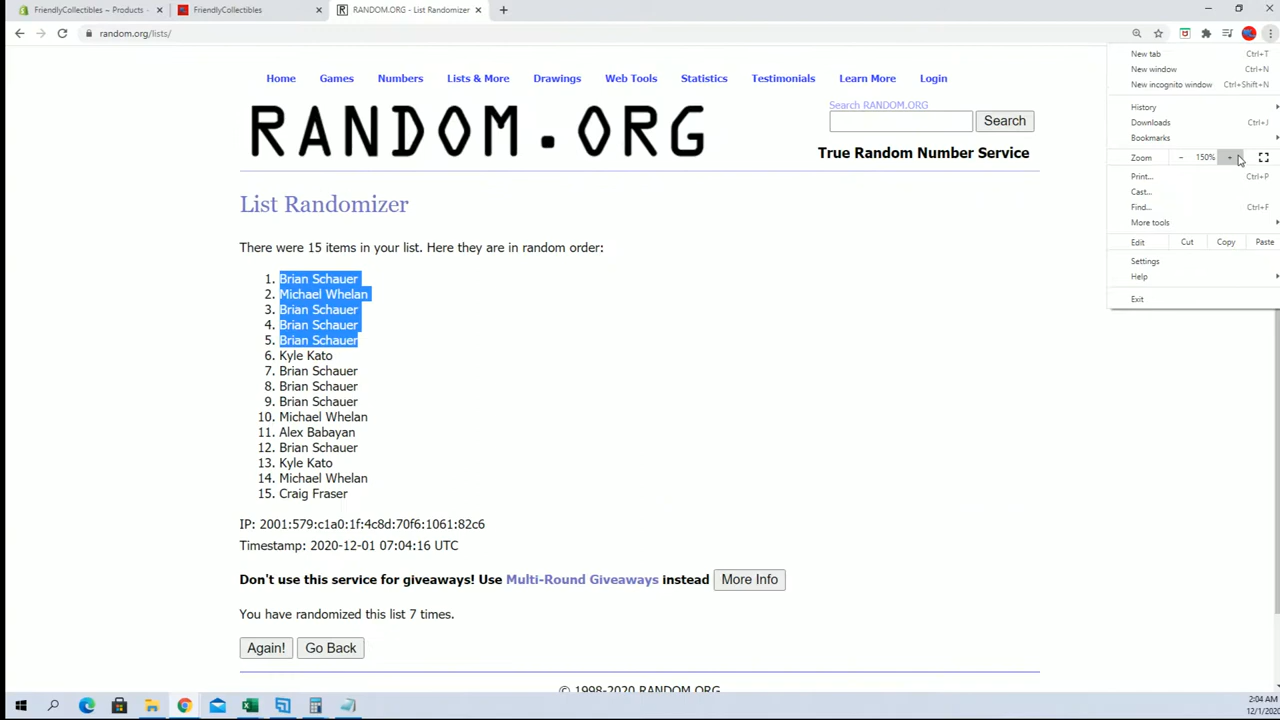 FriendlyCollectibles ~ Products ·
FriendlyCollectibles
RANDOM.ORG - List Randomizer
random.org/lists/
Home Games Numbers Lists & More Drawings Web Tools Statistics Testimonials Learn More Login
RANDOM.ORG
Search RANDOM.ORG
Search
True Random Number Service
List Randomizer
There were 15 items in your list. Here they are in random order:
1. Brian Schauer
2. Michael Whelan
3. Brian Schauer
4. Brian Schauer
5. Brian Schauer
6. Kyle Kato
7. Brian Schauer
8. Brian Schauer
9. Brian Schauer
10. Michael Whelan
11. Alex Babayan
12. Brian Schauer
13. Kyle Kato
14. Michael Whelan
15. Craig Fraser
IP: 2001:579:c1a0:1f:4c8d:70f6:1061:82c6
Timestamp: 2020-12-01 07:04:16 UTC
Don't use this service for giveaways! Use Multi-Round Giveaways instead More Info
You have randomized this list 7 times.
Again! Go Back
© 1998-2020 RANDOM.ORG
New tab Ctrl+T
New window Ctrl+N
New incognito window Ctrl+Shift+N
History
Downloads Ctrl+J
Bookmarks
Zoom − 150% +
Print... Ctrl+P
Cast...
Find... Ctrl+F
More tools
Edit Cut Copy Paste
Settings
Help
Exit
2:04 AM
12/1/2020